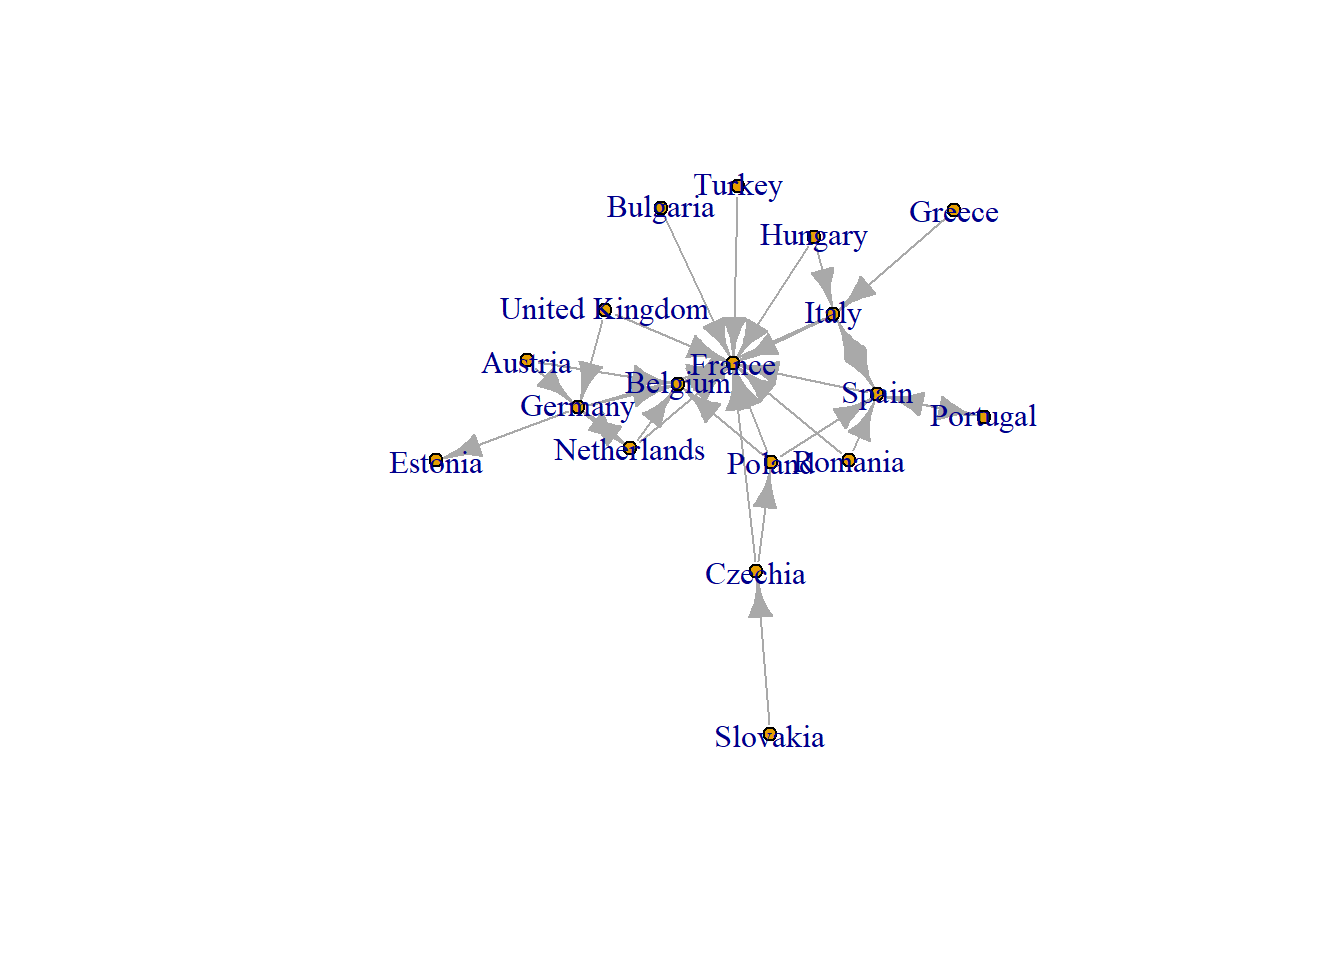 Turkey
Bulgaria
Greece
Hungary
United Kingdom
Italy
Austria
France
Belgium
Spain
Germany
Portugal
Netherlands
Estonia
Poland
Romania
Czechia
Slovakia